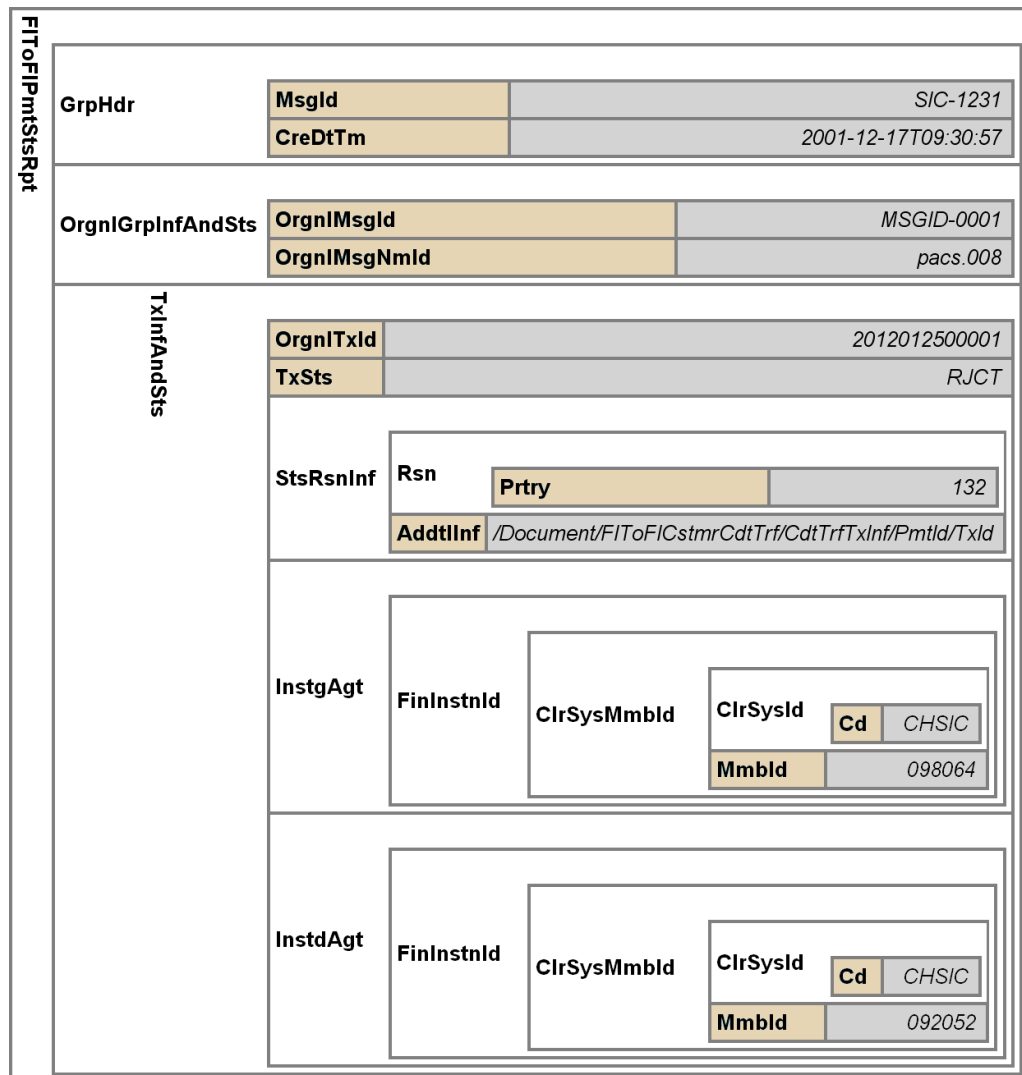 FIToFIPmtStsRpt
GrpHdr
MsgId SIC-1231
CreDtTm 2001-12-17T09:30:57
OrgnlGrpInfAndSts
OrgnlMsgId MSGID-0001
OrgnlMsgNmId pacs.008
TxInfAndSts
OrgnlTxId 2012012500001
TxSts RJCT
StsRsnInf
Rsn
Prtry 132
AddtlInf /Document/FIToFICstmrCdtTrf/CdtTrfTxInf/PmtId/TxId
InstgAgt
FinInstnId
ClrSysMmbId
ClrSysId
Cd CHSIC
MmbId 098064
InstdAgt
FinInstnId
ClrSysMmbId
ClrSysId
Cd CHSIC
MmbId 092052